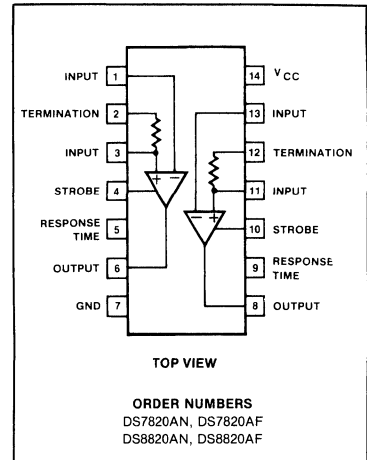 INPUT 1
14 VCC
TERMINATION 2
13 INPUT
INPUT 3
12 TERMINATION
STROBE 4
11 INPUT
RESPONSE
TIME 5
10 STROBE
OUTPUT 6
9 RESPONSE
TIME
GND 7
8 OUTPUT
+ −
− +
TOP VIEW
ORDER NUMBERS
DS7820AN, DS7820AF
DS8820AN, DS8820AF